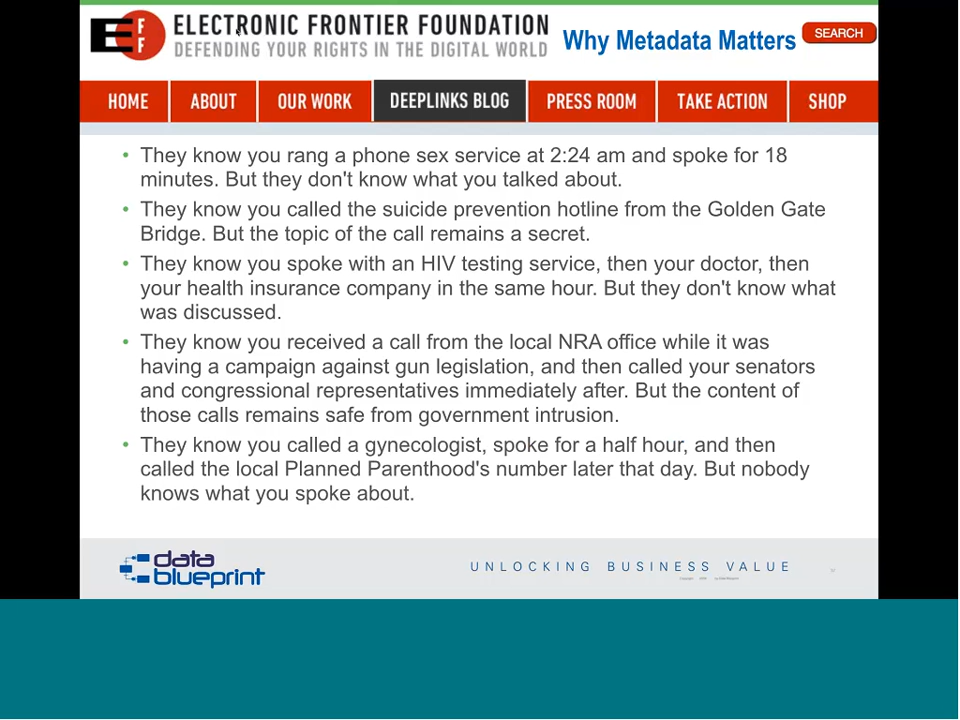 E F F ELECTRONIC FRONTIER FOUNDATION
DEFENDING YOUR RIGHTS IN THE DIGITAL WORLD
Why Metadata Matters
SEARCH
HOME ABOUT OUR WORK DEEPLINKS BLOG PRESS ROOM TAKE ACTION SHOP
• They know you rang a phone sex service at 2:24 am and spoke for 18
minutes. But they don't know what you talked about.
• They know you called the suicide prevention hotline from the Golden Gate
Bridge. But the topic of the call remains a secret.
• They know you spoke with an HIV testing service, then your doctor, then
your health insurance company in the same hour. But they don't know what
was discussed.
• They know you received a call from the local NRA office while it was
having a campaign against gun legislation, and then called your senators
and congressional representatives immediately after. But the content of
those calls remains safe from government intrusion.
• They know you called a gynecologist, spoke for a half hour, and then
called the local Planned Parenthood's number later that day. But nobody
knows what you spoke about.
data
blueprint
UNLOCKING BUSINESS VALUE